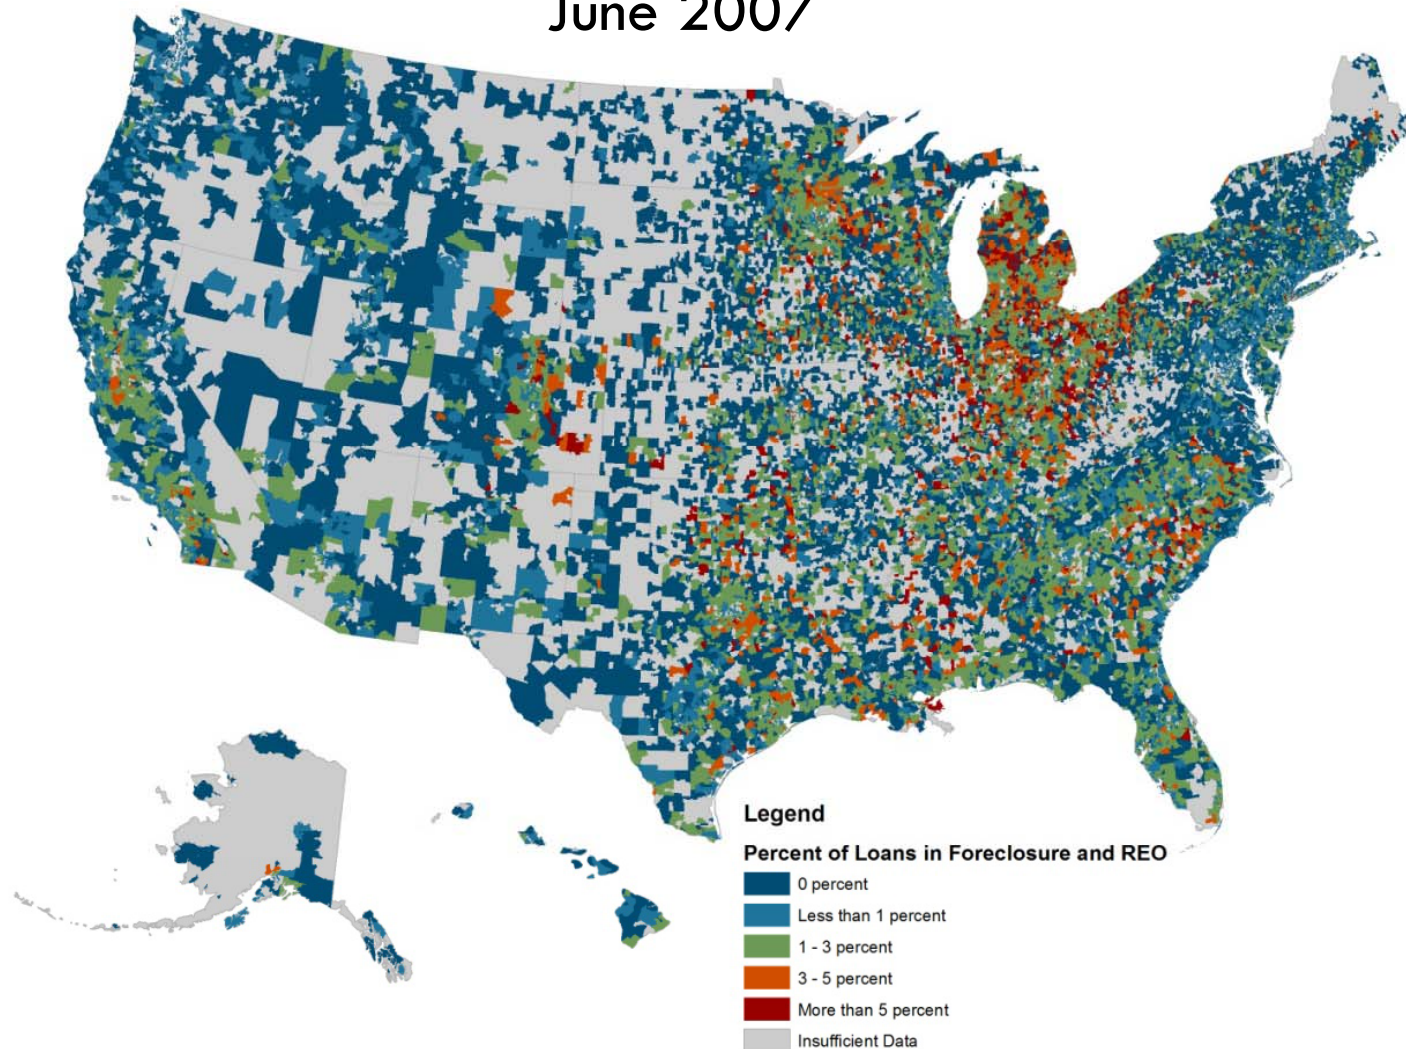 June 2007
Legend
Percent of Loans in Foreclosure and REO
0 percent
Less than 1 percent
1 - 3 percent
3 - 5 percent
More than 5 percent
Insufficient Data